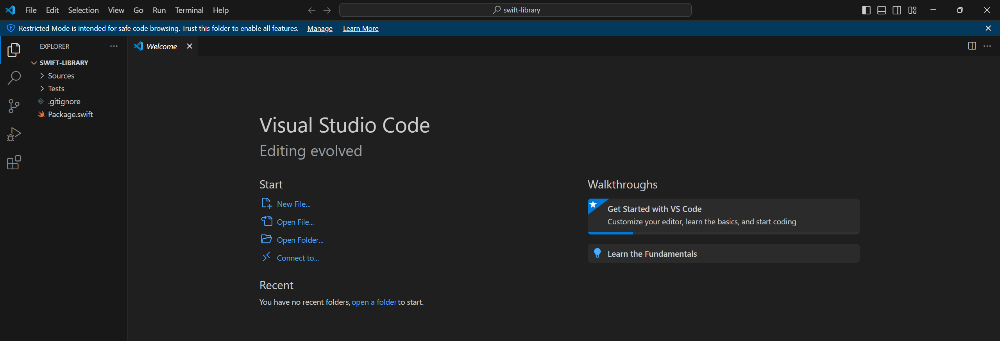 File Edit Selection View Go Run Terminal Help swift-library
Restricted Mode is intended for safe code browsing. Trust this folder to enable all features. Manage Learn More
EXPLORER
Welcome
SWIFT-LIBRARY
Sources
Tests
.gitignore
Package.swift
Visual Studio Code
Editing evolved
Start
New File...
Open File...
Open Folder...
Connect to...
Recent
You have no recent folders, open a folder to start.
Walkthroughs
Get Started with VS Code
Customize your editor, learn the basics, and start coding
Learn the Fundamentals